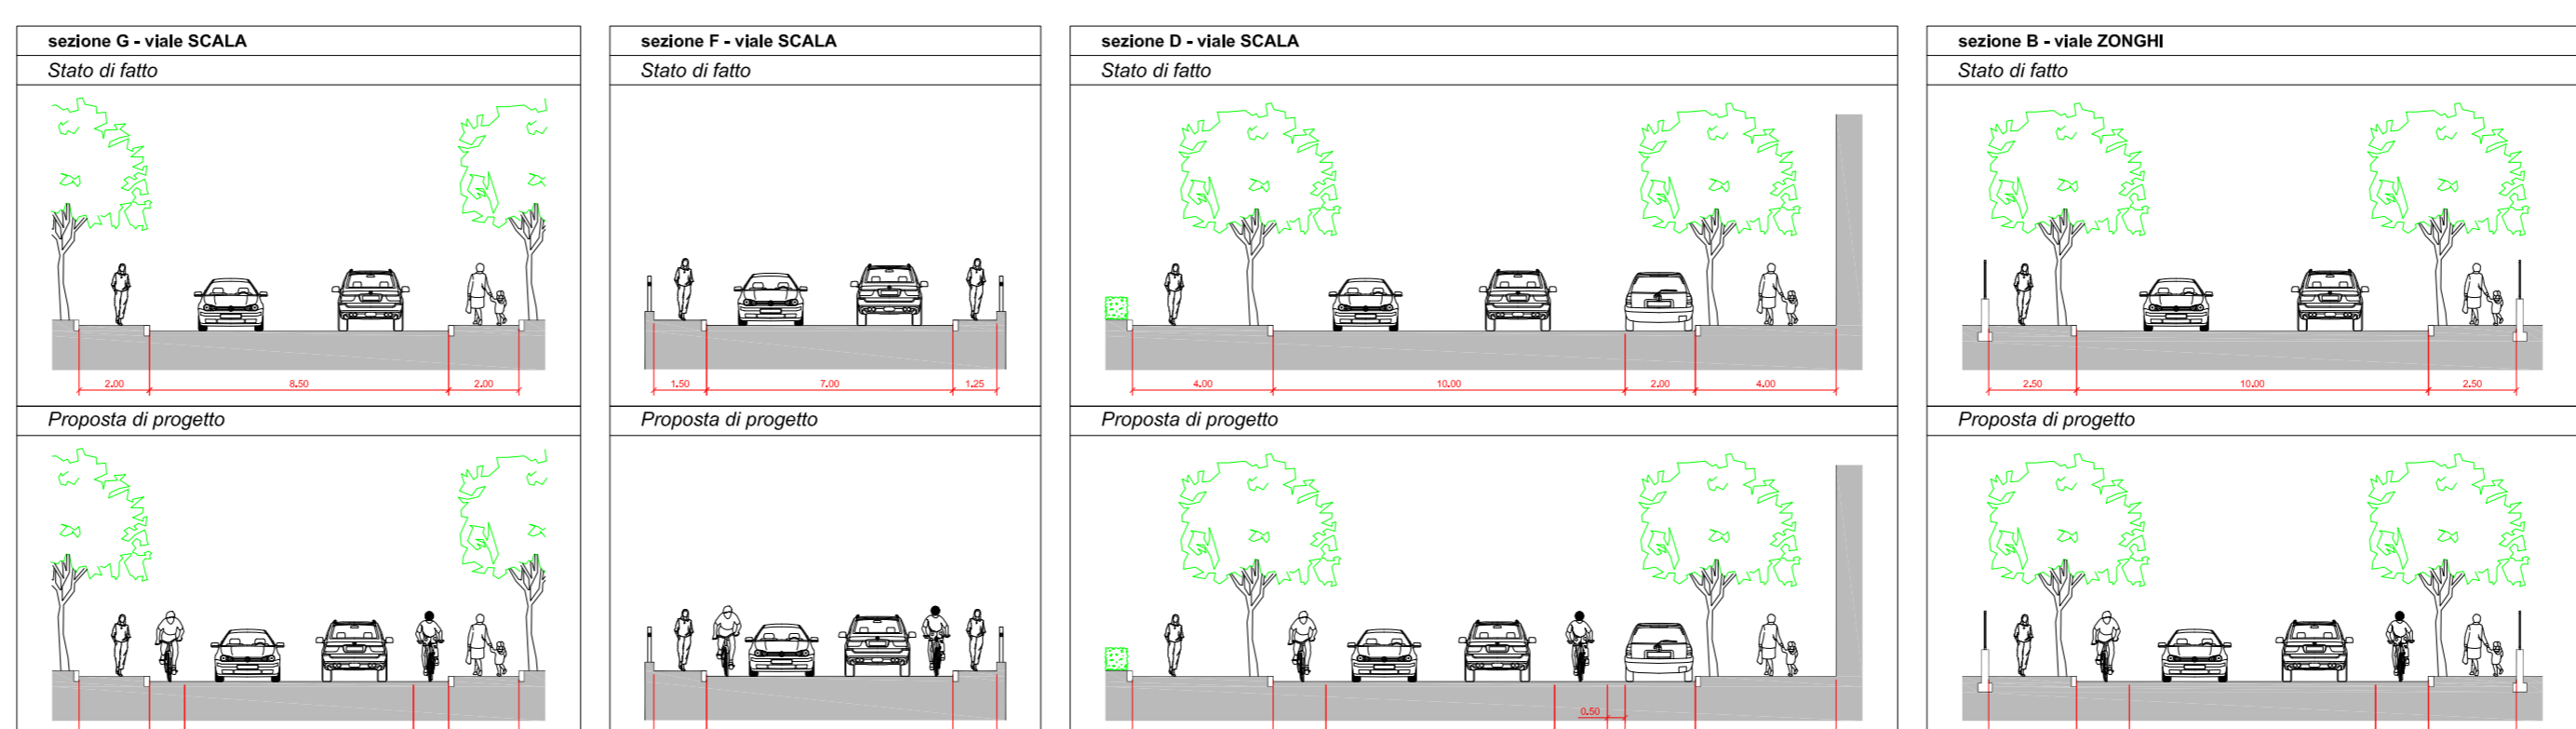 sezione G - viale SCALA
Stato di fatto
2.00 8.50 2.00
Proposta di progetto
sezione F - viale SCALA
Stato di fatto
1.50 7.00 1.25
Proposta di progetto
sezione D - viale SCALA
Stato di fatto
4.00 10.00 2.00 4.00
Proposta di progetto
0.50
sezione B - viale ZONGHI
Stato di fatto
2.50 10.00 2.50
Proposta di progetto